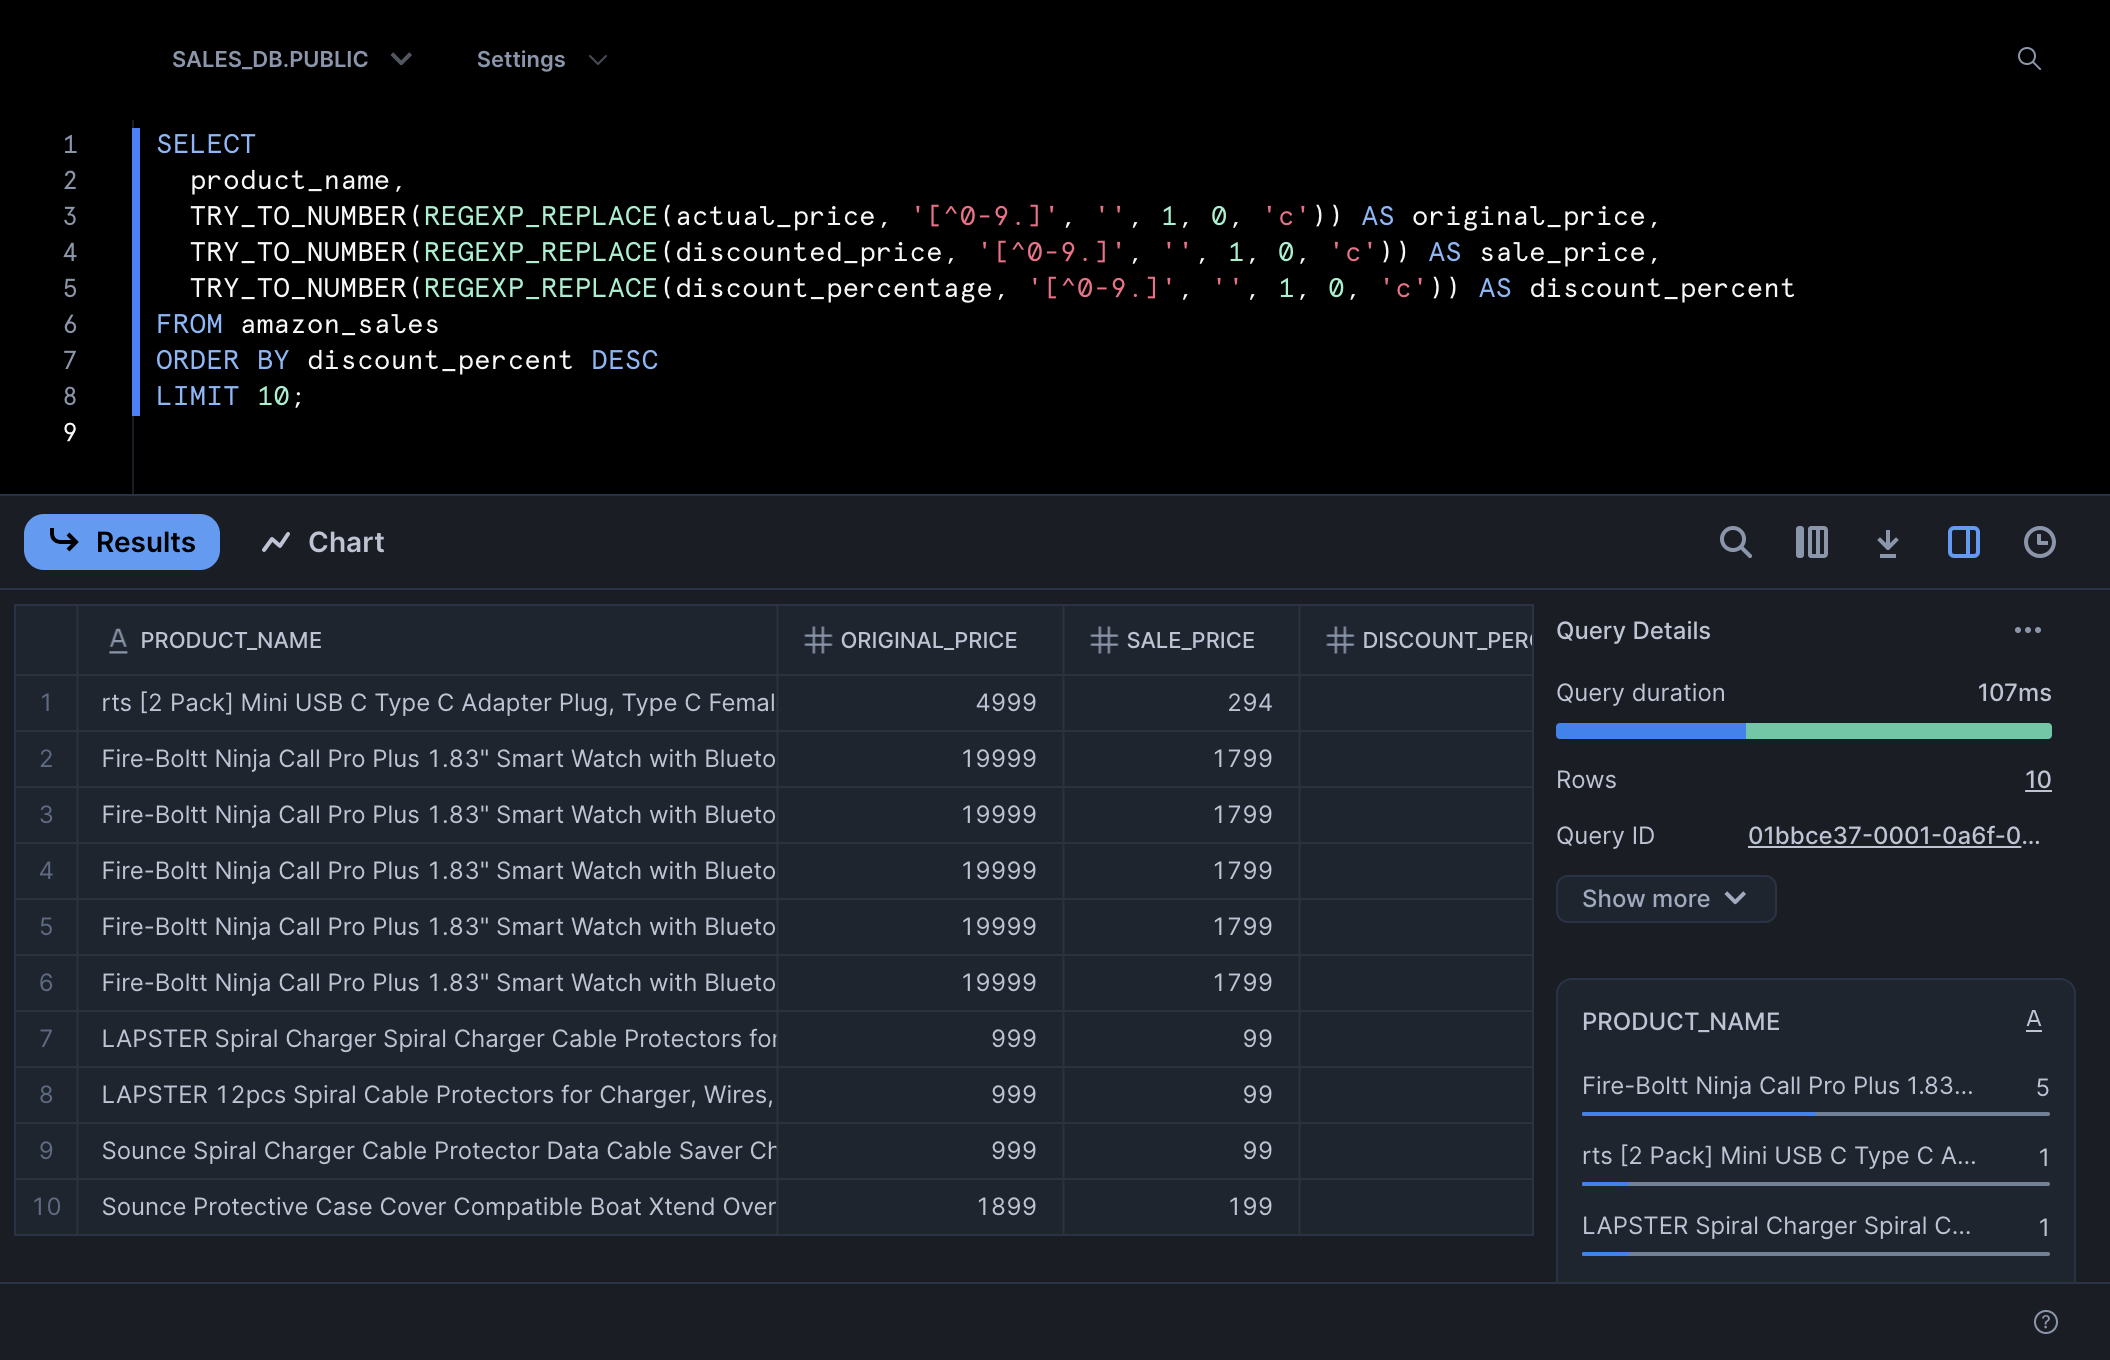 SALES_DB.PUBLIC Settings
1 SELECT
2 product_name,
3 TRY_TO_NUMBER(REGEXP_REPLACE(actual_price, '[^0-9.]', '', 1, 0, 'c')) AS original_price,
4 TRY_TO_NUMBER(REGEXP_REPLACE(discounted_price, '[^0-9.]', '', 1, 0, 'c')) AS sale_price,
5 TRY_TO_NUMBER(REGEXP_REPLACE(discount_percentage, '[^0-9.]', '', 1, 0, 'c')) AS discount_percent
6 FROM amazon_sales
7 ORDER BY discount_percent DESC
8 LIMIT 10;
9
Results Chart
A PRODUCT_NAME # ORIGINAL_PRICE # SALE_PRICE # DISCOUNT_PERC
1 rts [2 Pack] Mini USB C Type C Adapter Plug, Type C Femal 4999 294
2 Fire-Boltt Ninja Call Pro Plus 1.83" Smart Watch with Blueto 19999 1799
3 Fire-Boltt Ninja Call Pro Plus 1.83" Smart Watch with Blueto 19999 1799
4 Fire-Boltt Ninja Call Pro Plus 1.83" Smart Watch with Blueto 19999 1799
5 Fire-Boltt Ninja Call Pro Plus 1.83" Smart Watch with Blueto 19999 1799
6 Fire-Boltt Ninja Call Pro Plus 1.83" Smart Watch with Blueto 19999 1799
7 LAPSTER Spiral Charger Spiral Charger Cable Protectors for 999 99
8 LAPSTER 12pcs Spiral Cable Protectors for Charger, Wires, 999 99
9 Sounce Spiral Charger Cable Protector Data Cable Saver Ch 999 99
10 Sounce Protective Case Cover Compatible Boat Xtend Over 1899 199
Query Details ...
Query duration 107ms
Rows 10
Query ID 01bbce37-0001-0a6f-0...
Show more
PRODUCT_NAME A
Fire-Boltt Ninja Call Pro Plus 1.83... 5
rts [2 Pack] Mini USB C Type C A... 1
LAPSTER Spiral Charger Spiral C... 1
?